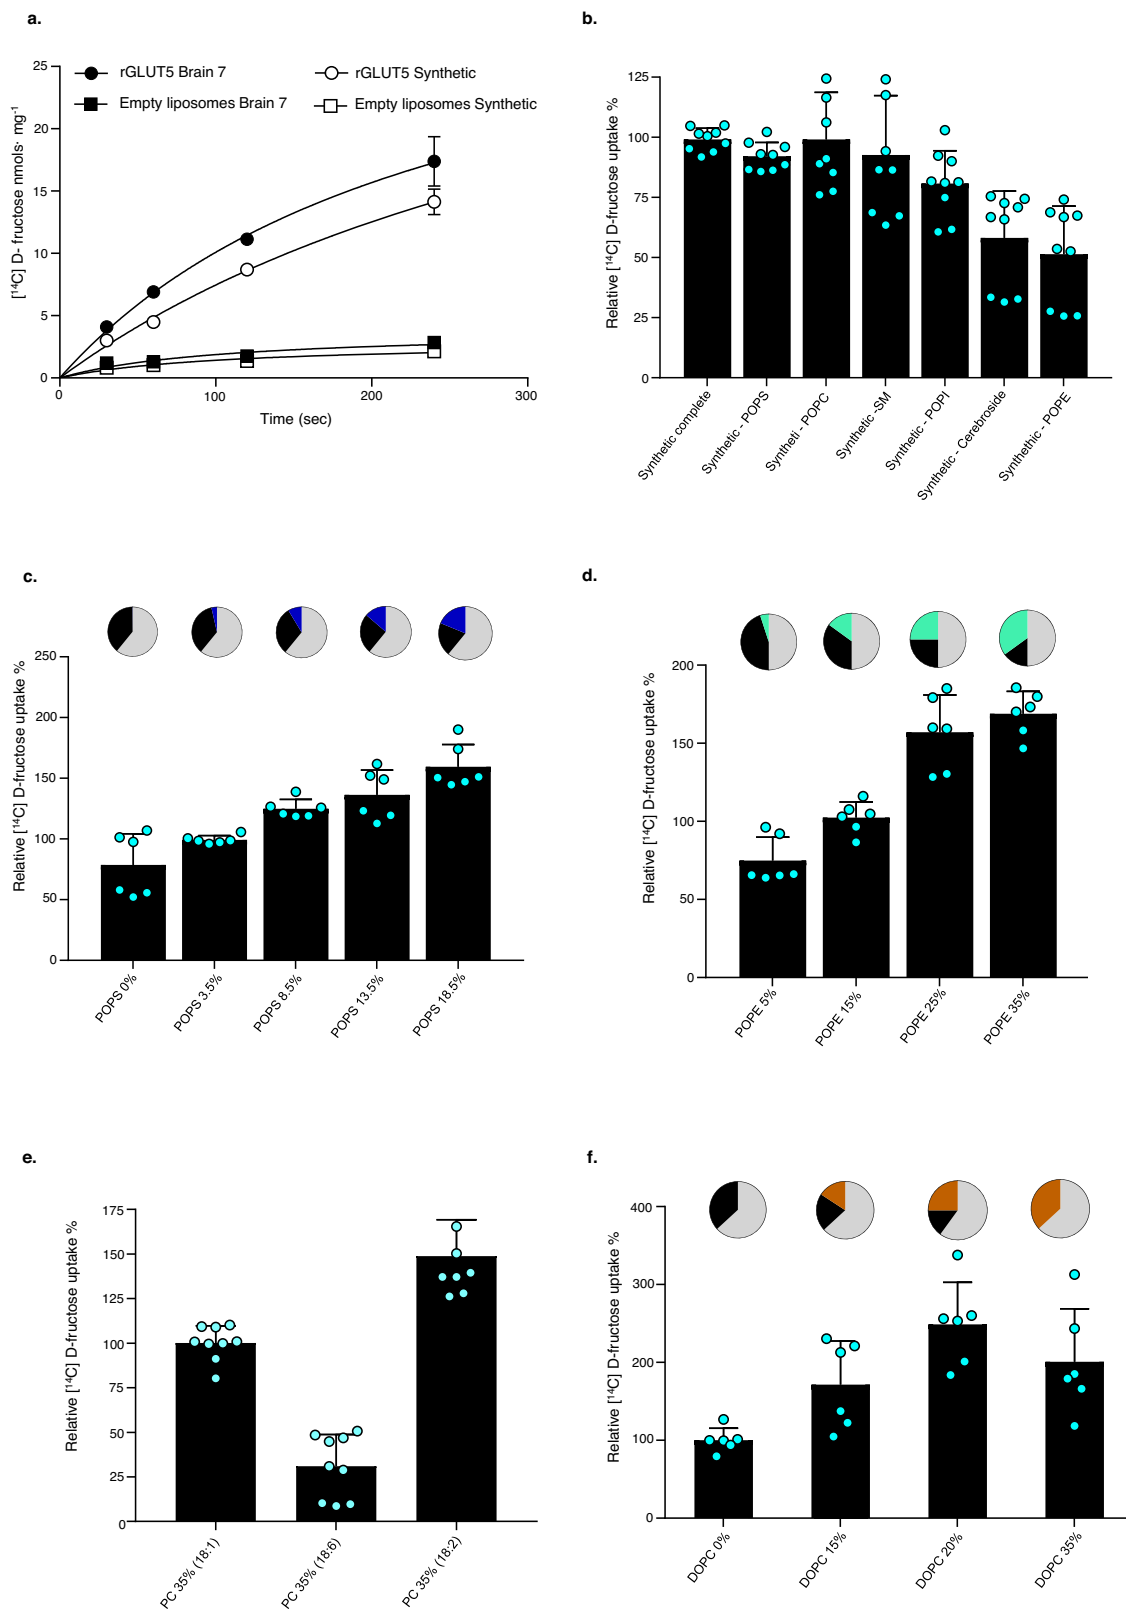 a.
[¹⁴C] D- fructose nmols· mg⁻¹
25
20
15
10
5
0
rGLUT5 Brain 7
rGLUT5 Synthetic
Empty liposomes Brain 7
Empty liposomes Synthetic
0
100
200
300
Time (sec)
b.
Relative [¹⁴C] D-fructose uptake %
125
100
75
50
25
0
Synthetic complete
Synthetic - POPS
Syntheti - POPC
Synthetic -SM
Synthetic - POPI
Synthetic - Cerebroside
Synthethic - POPE
c.
Relative [¹⁴C] D-fructose uptake %
250
200
150
100
50
0
POPS 0%
POPS 3.5%
POPS 8.5%
POPS 13.5%
POPS 18.5%
d.
Relative [¹⁴C] D-fructose uptake %
200
150
100
50
0
POPE 5%
POPE 15%
POPE 25%
POPE 35%
e.
Relative [¹⁴C] D-fructose uptake %
175
150
125
100
75
50
25
0
PC 35% (18:1)
PC 35% (18:6)
PC 35% (18:2)
f.
Relative [¹⁴C] D-fructose uptake %
400
300
200
100
0
DOPC 0%
DOPC 15%
DOPC 20%
DOPC 35%